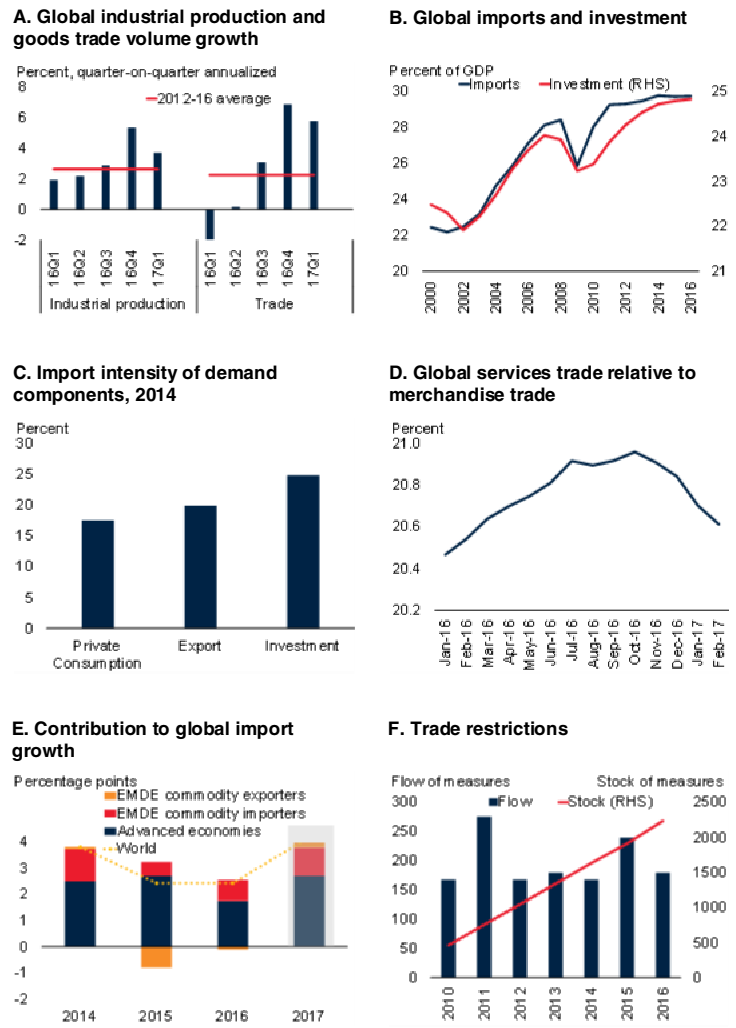 A. Global industrial production and
goods trade volume growth
Percent, quarter-on-quarter annualized
8
2012-16 average
6
4
2
0
-2
16Q1
16Q2
16Q3
16Q4
17Q1
16Q1
16Q2
16Q3
16Q4
17Q1
Industrial production
Trade
B. Global imports and investment
Percent of GDP
Imports
Investment (RHS)
30
28
26
24
22
20
25
24
23
22
21
2000
2002
2004
2006
2008
2010
2012
2014
2016
C. Import intensity of demand
components, 2014
Percent
30
25
20
15
10
5
0
Private
Consumption
Export
Investment
D. Global services trade relative to
merchandise trade
Percent
21.0
20.8
20.6
20.4
20.2
Jan-16
Feb-16
Mar-16
Apr-16
May-16
Jun-16
Jul-16
Aug-16
Sep-16
Oct-16
Nov-16
Dec-16
Jan-17
Feb-17
E. Contribution to global import
growth
Percentage points
EMDE commodity exporters
EMDE commodity importers
Advanced economies
World
4
3
2
1
0
-1
-2
2014
2015
2016
2017
F. Trade restrictions
Flow of measures
Stock of measures
Flow
Stock (RHS)
300
250
200
150
100
50
0
2500
2000
1500
1000
500
0
2010
2011
2012
2013
2014
2015
2016